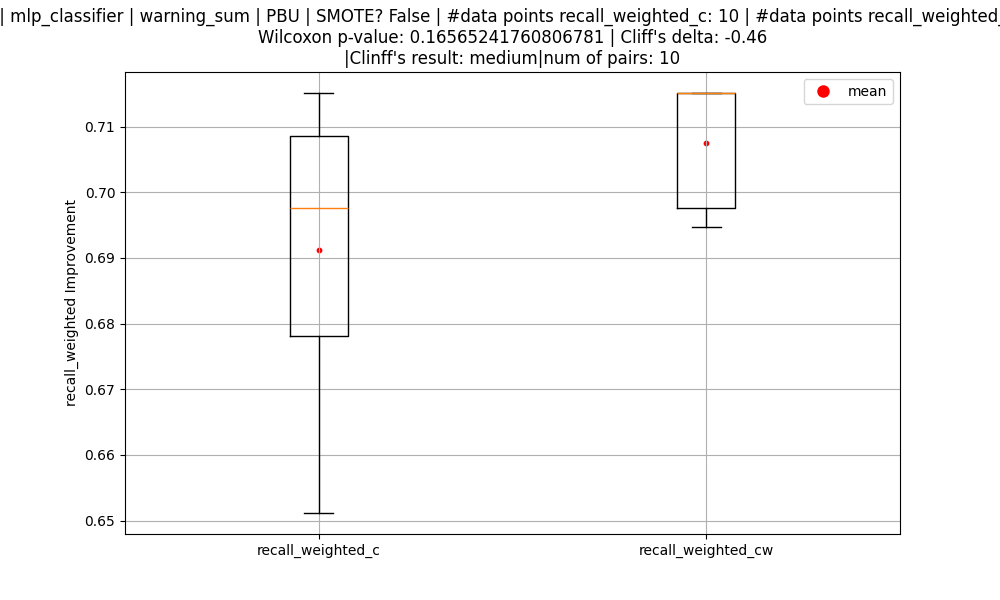 | mlp_classifier | warning_sum | PBU | SMOTE? False | #data points recall_weighted_c: 10 | #data points recall_weighted_
Wilcoxon p-value: 0.16565241760806781 | Cliff's delta: -0.46
|Clinff's result: medium|num of pairs: 10
mean
0.71
0.70
0.69
0.68
0.67
0.66
0.65
recall_weighted Improvement
recall_weighted_c
recall_weighted_cw